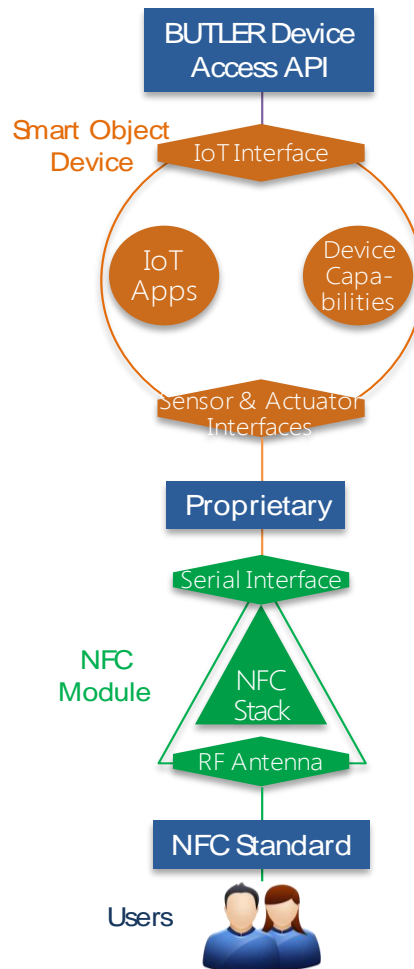 BUTLER Device
Access API
Smart Object
Device
IoT Interface
IoT
Apps
Device
Capa-
bilities
Sensor & Actuator
Interfaces
Proprietary
Serial Interface
NFC
Module
NFC
Stack
RF Antenna
NFC Standard
Users